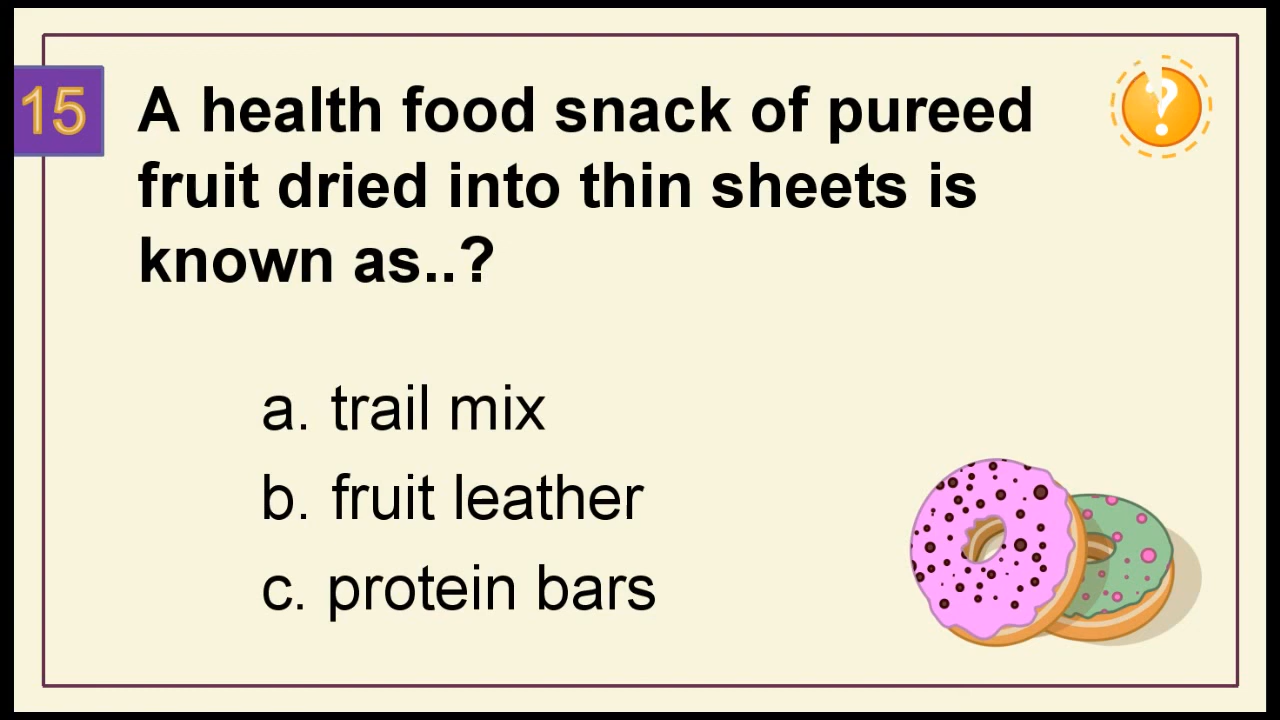 15
A health food snack of pureed
fruit dried into thin sheets is
known as..?
?
a. trail mix
b. fruit leather
c. protein bars